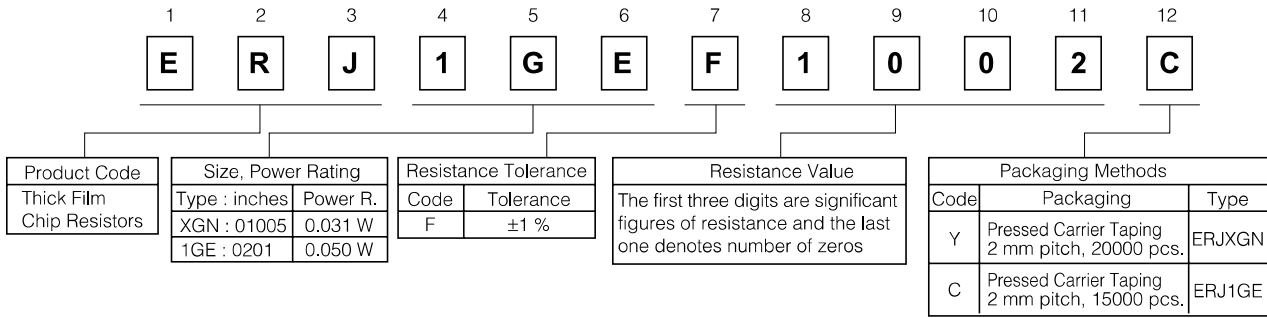 1 2 3 4 5 6 7 8 9 10 11 12
E R J 1 G E F 1 0 0 2 C
Product Code
Thick Film
Chip Resistors
Size, Power Rating
Type : inches Power R.
XGN : 01005 0.031 W
1GE : 0201 0.050 W
Resistance Tolerance
Code Tolerance
F ±1 %
Resistance Value
The first three digits are significant
figures of resistance and the last
one denotes number of zeros
Packaging Methods
Code Packaging Type
Y Pressed Carrier Taping
2 mm pitch, 20000 pcs. ERJXGN
C Pressed Carrier Taping
2 mm pitch, 15000 pcs. ERJ1GE